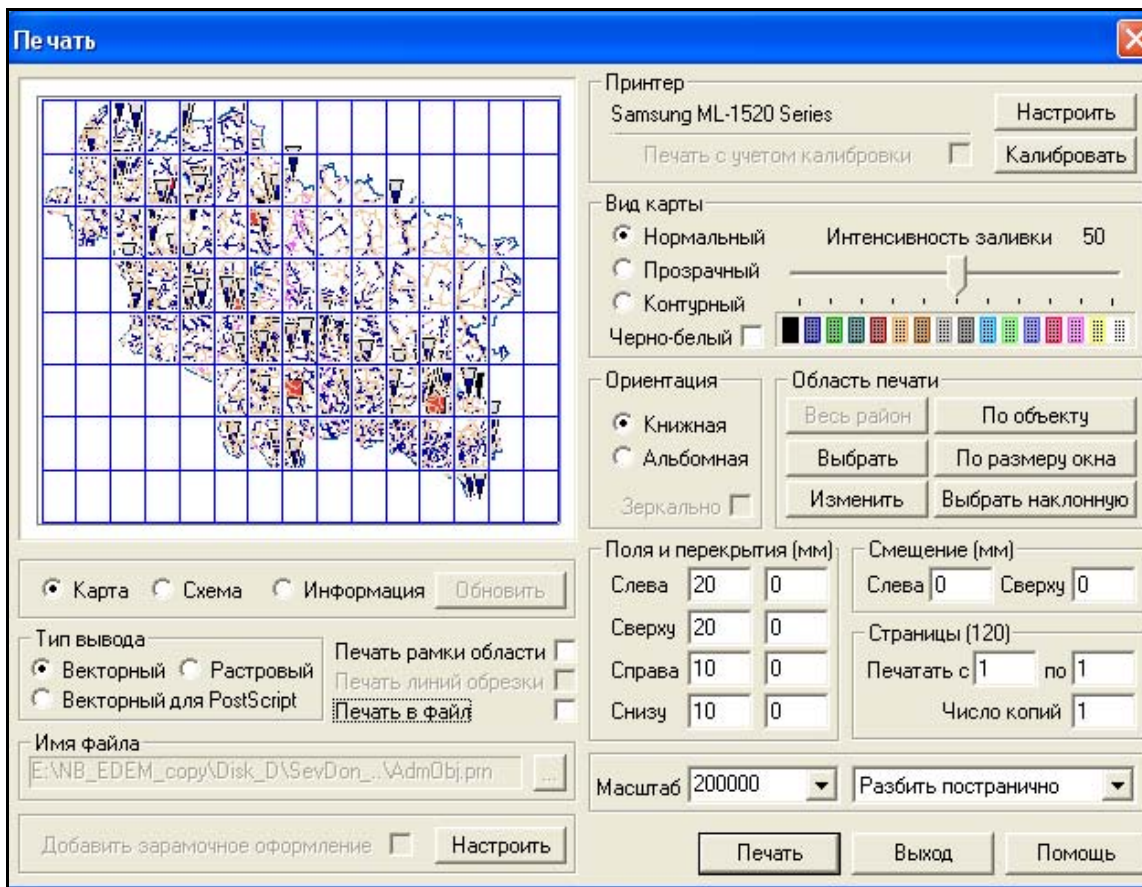 Печать
Принтер
Samsung ML-1520 Series
Настроить
Печать с учетом калибровки
Калибровать
Вид карты
Нормальный
Интенсивность заливки 50
Прозрачный
Контурный
Черно-белый
Ориентация
Книжная
Альбомная
Зеркально
Область печати
Весь район
По объекту
Выбрать
По размеру окна
Изменить
Выбрать наклонную
Карта
Схема
Информация
Обновить
Тип вывода
Векторный
Растровый
Векторный для PostScript
Печать рамки области
Печать линий обрезки
Печать в файл
Имя файла
E:\NB_EDEM_copy\Disk_D\SevDon_..\AdmObj.prn
...
Добавить зарамочное оформление
Настроить
Поля и перекрытия (мм)
Слева 20 0
Сверху 20 0
Справа 10 0
Снизу 10 0
Смещение (мм)
Слева 0 Сверху 0
Страницы (120)
Печатать с 1 по 1
Число копий 1
Масштаб 200000
Разбить постранично
Печать
Выход
Помощь